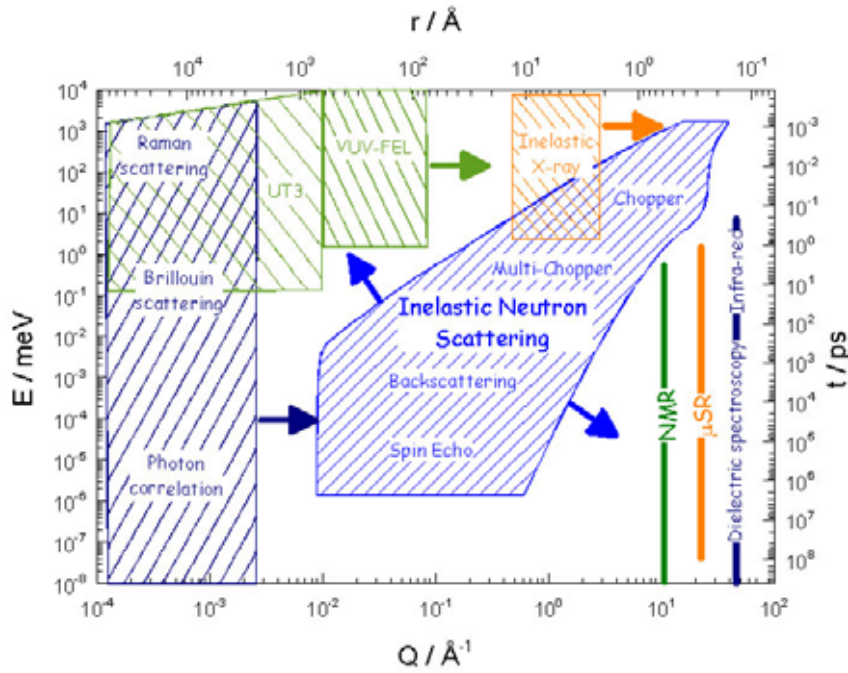 r / Å
10⁴ 10³ 10² 10¹ 10⁰ 10⁻¹
E / meV
10⁴
10³
10²
10¹
10⁰
10⁻¹
10⁻²
10⁻³
10⁻⁴
10⁻⁵
10⁻⁶
10⁻⁷
10⁻⁸
Raman
scattering
Brillouin
scattering
Photon
correlation
UT3
VUV-FEL
Inelastic
X-ray
Chopper
Multi-Chopper
Inelastic Neutron
Scattering
Backscattering
Spin Echo.
NMR
µSR
Dielectric spectroscopy Infra-red
10⁻³
10⁻²
10⁻¹
10⁰
10¹
10²
10³
10⁴
10⁵
10⁶
10⁷
10⁸
t / ps
10⁻⁴ 10⁻³ 10⁻² 10⁻¹ 10⁰ 10¹ 10²
Q / Å⁻¹